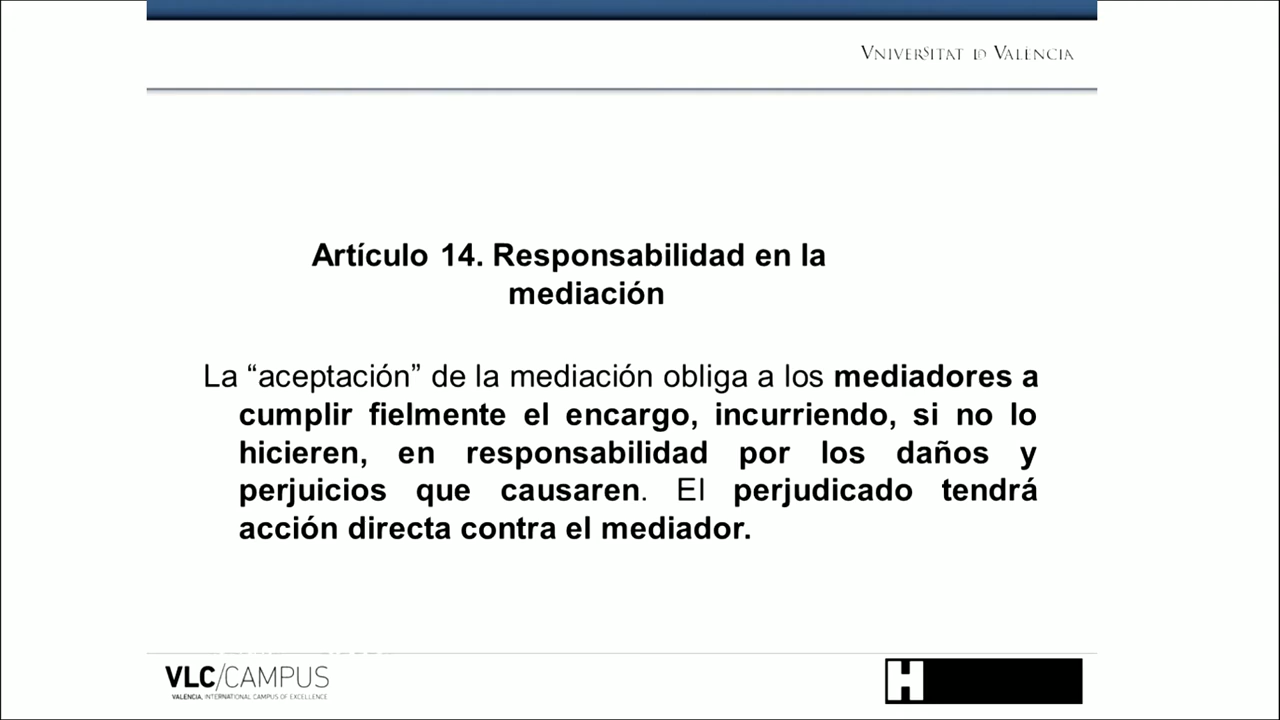 VNIVERSITAT ID VALÈNCIA
Artículo 14. Responsabilidad en la
mediación
La “aceptación” de la mediación obliga a los mediadores a
cumplir fielmente el encargo, incurriendo, si no lo
hicieren, en responsabilidad por los daños y
perjuicios que causaren. El perjudicado tendrá
acción directa contra el mediador.
VLC/CAMPUS
VALENCIA, INTERNATIONAL CAMPUS OF EXCELLENCE
H